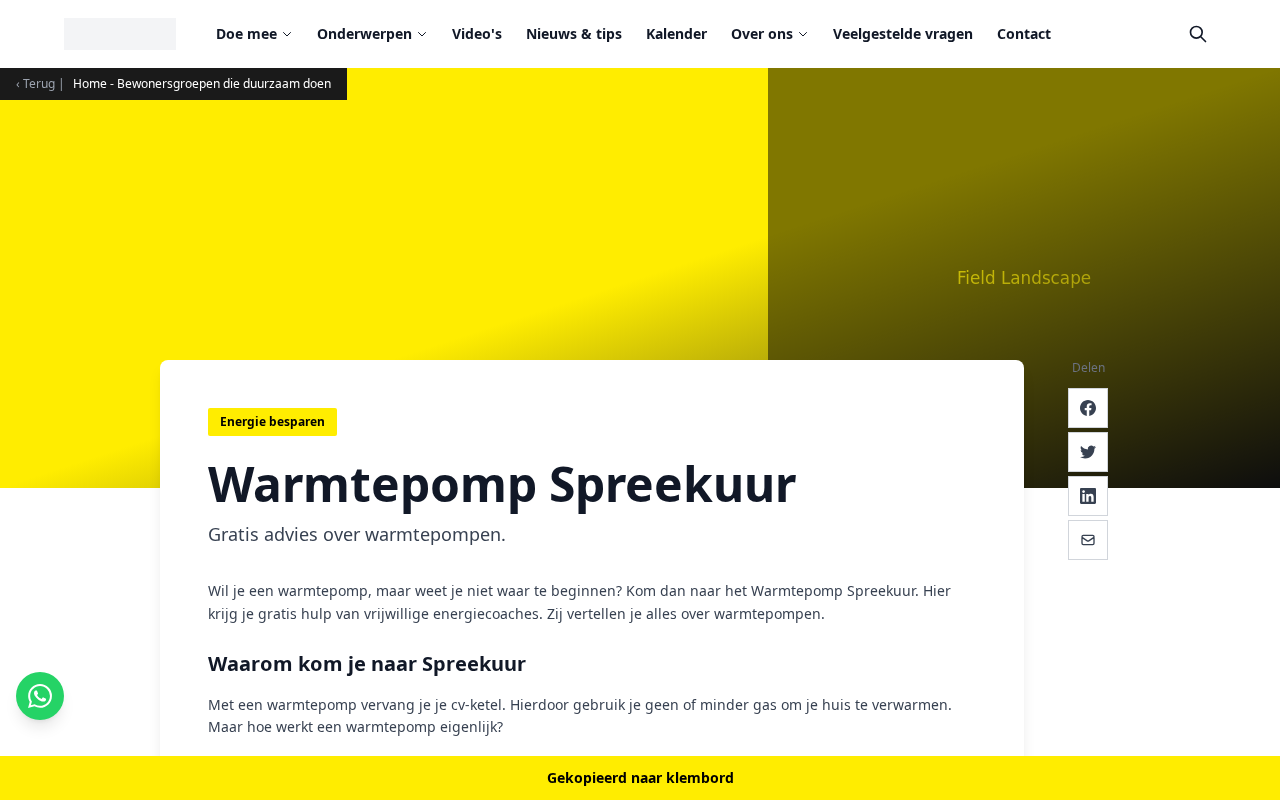 Doe mee Onderwerpen Video's Nieuws & tips Kalender Over ons Veelgestelde vragen Contact
‹ Terug | Home - Bewonersgroepen die duurzaam doen
Field Landscape
Delen
Energie besparen
Warmtepomp Spreekuur
Gratis advies over warmtepompen.
Wil je een warmtepomp, maar weet je niet waar te beginnen? Kom dan naar het Warmtepomp Spreekuur. Hier
krijg je gratis hulp van vrijwillige energiecoaches. Zij vertellen je alles over warmtepompen.
Waarom kom je naar Spreekuur
Met een warmtepomp vervang je je cv-ketel. Hierdoor gebruik je geen of minder gas om je huis te verwarmen.
Maar hoe werkt een warmtepomp eigenlijk?
Gekopieerd naar klembord